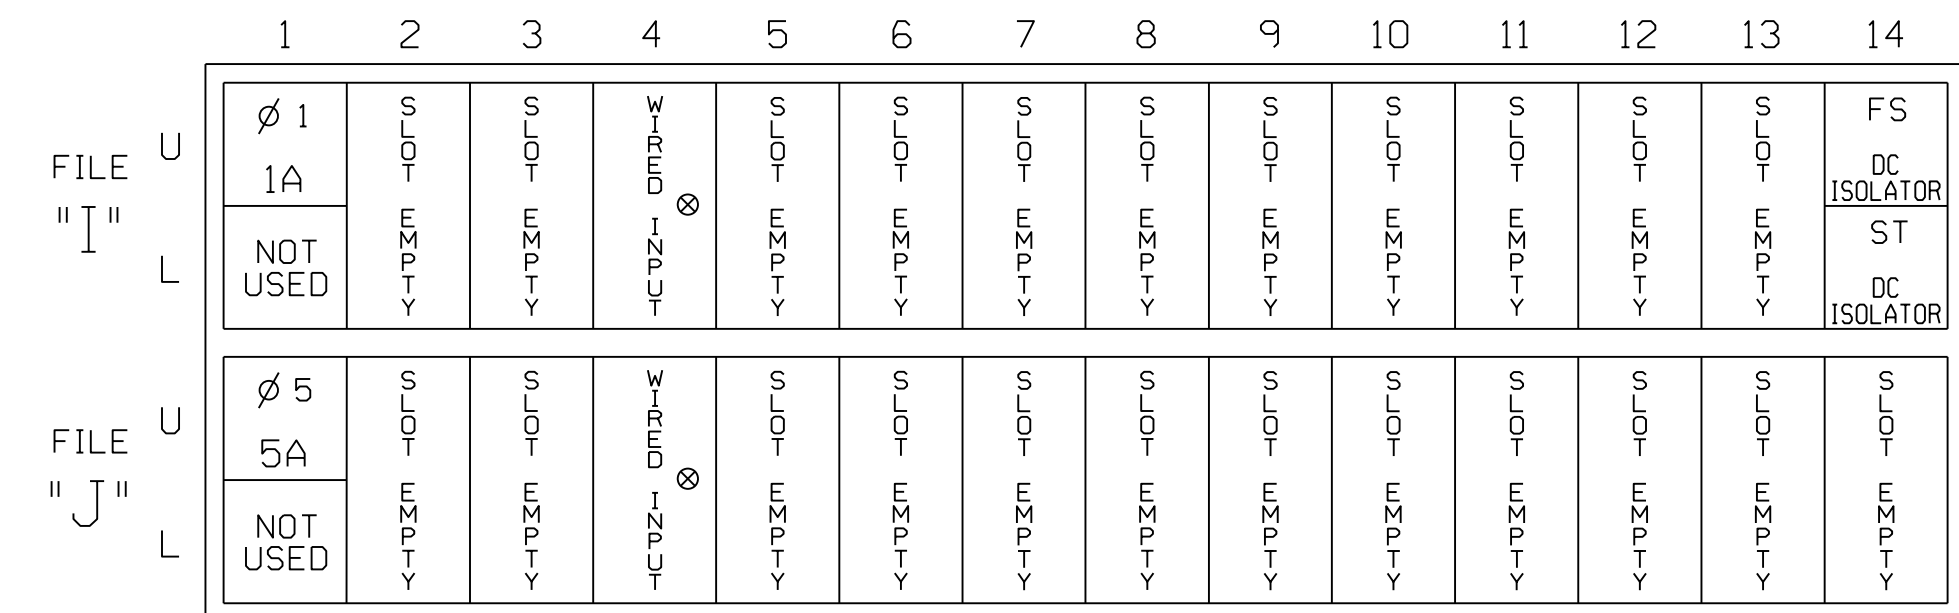 1 2 3 4 5 6 7 8 9 10 11 12 13 14
FILE "I"
U
L
Ø 1
1A
NOT USED
SLOT EMPTY
SLOT EMPTY
WIRED INPUT ⊗
SLOT EMPTY
SLOT EMPTY
SLOT EMPTY
SLOT EMPTY
SLOT EMPTY
SLOT EMPTY
SLOT EMPTY
SLOT EMPTY
SLOT EMPTY
FS
DC
ISOLATOR
ST
DC
ISOLATOR
FILE "J"
U
L
Ø 5
5A
NOT USED
SLOT EMPTY
SLOT EMPTY
WIRED INPUT ⊗
SLOT EMPTY
SLOT EMPTY
SLOT EMPTY
SLOT EMPTY
SLOT EMPTY
SLOT EMPTY
SLOT EMPTY
SLOT EMPTY
SLOT EMPTY
SLOT EMPTY